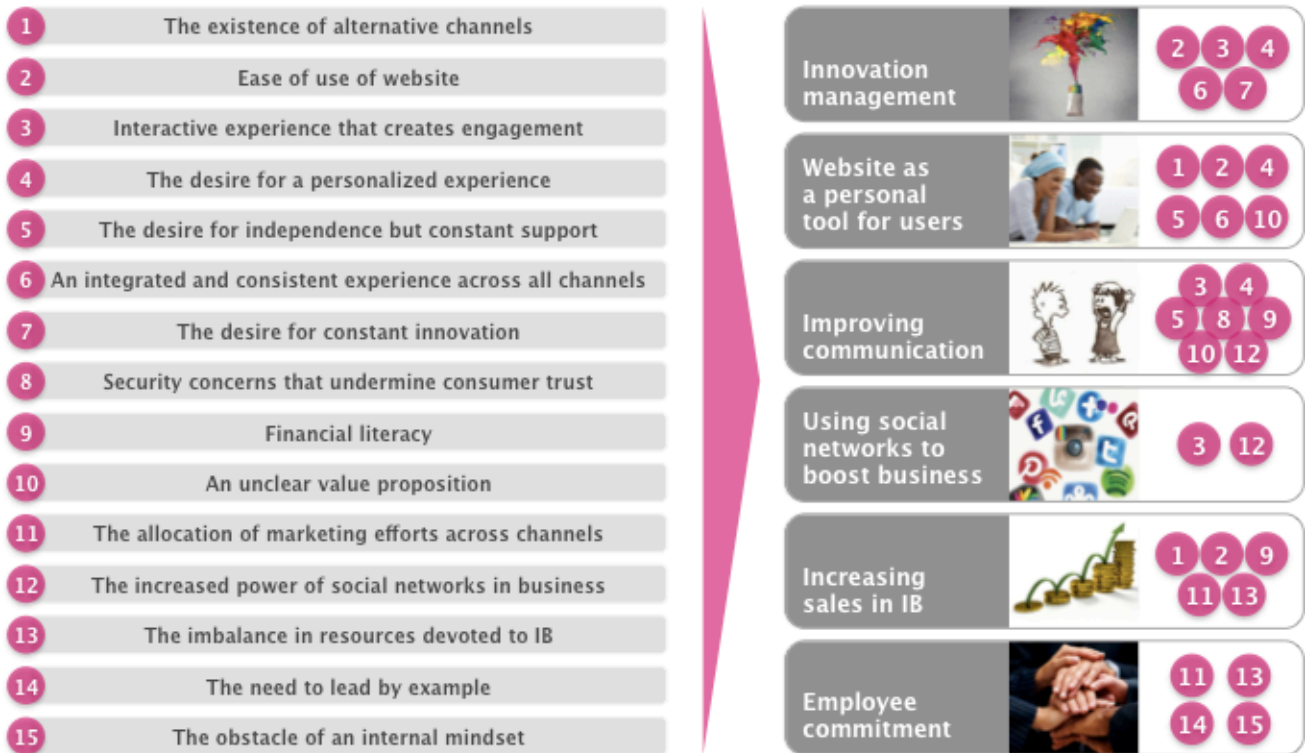 1 The existence of alternative channels
2 Ease of use of website
3 Interactive experience that creates engagement
4 The desire for a personalized experience
5 The desire for independence but constant support
6 An integrated and consistent experience across all channels
7 The desire for constant innovation
8 Security concerns that undermine consumer trust
9 Financial literacy
10 An unclear value proposition
11 The allocation of marketing efforts across channels
12 The increased power of social networks in business
13 The imbalance in resources devoted to IB
14 The need to lead by example
15 The obstacle of an internal mindset
Innovation
management
2 3 4
6 7
Website as
a personal
tool for users
1 2 4
5 6 10
Improving
communication
3 4
5 8 9
10 12
Using social
networks to
boost business
3 12
Increasing
sales in IB
1 2 9
11 13
Employee
commitment
11 13
14 15